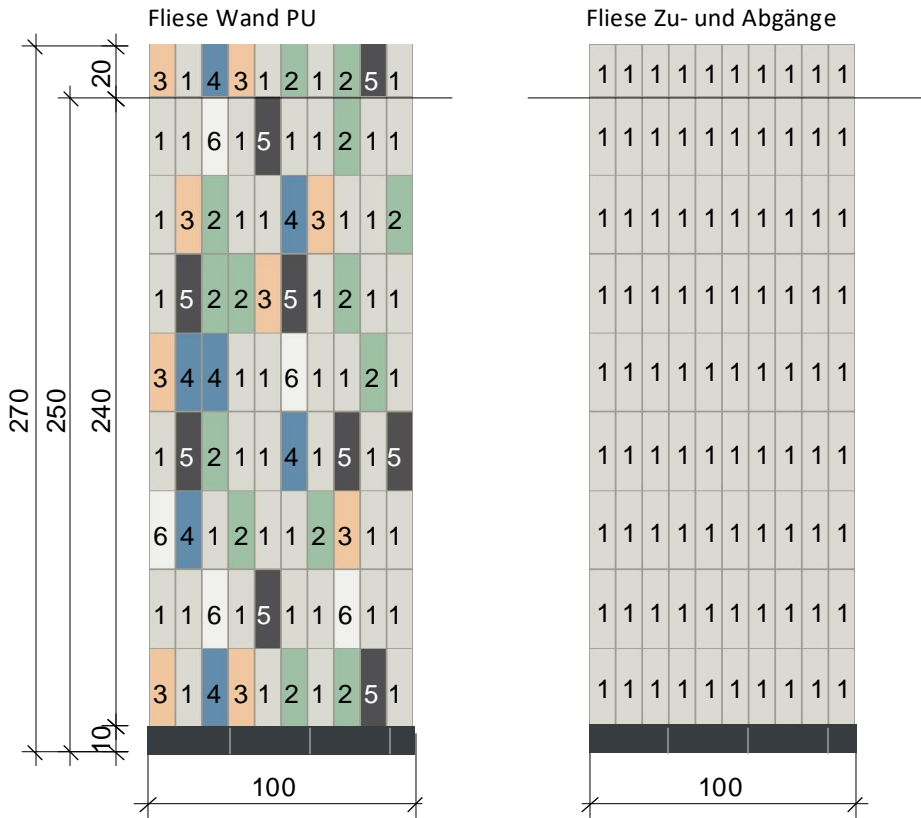 Fliese Wand PU
3 1 4 3 1 2 1 2 5 1
1 1 6 1 5 1 1 2 1 1
1 3 2 1 1 4 3 1 1 2
1 5 2 2 3 5 1 2 1 1
3 4 4 1 1 6 1 1 2 1
1 5 2 1 1 4 1 5 1 5
6 4 1 2 1 1 2 3 1 1
1 1 6 1 5 1 1 6 1 1
3 1 4 3 1 2 1 2 5 1
270
250
20
240
10
100
Fliese Zu- und Abgänge
1 1 1 1 1 1 1 1 1 1
1 1 1 1 1 1 1 1 1 1
1 1 1 1 1 1 1 1 1 1
1 1 1 1 1 1 1 1 1 1
1 1 1 1 1 1 1 1 1 1
1 1 1 1 1 1 1 1 1 1
1 1 1 1 1 1 1 1 1 1
1 1 1 1 1 1 1 1 1 1
1 1 1 1 1 1 1 1 1 1
100